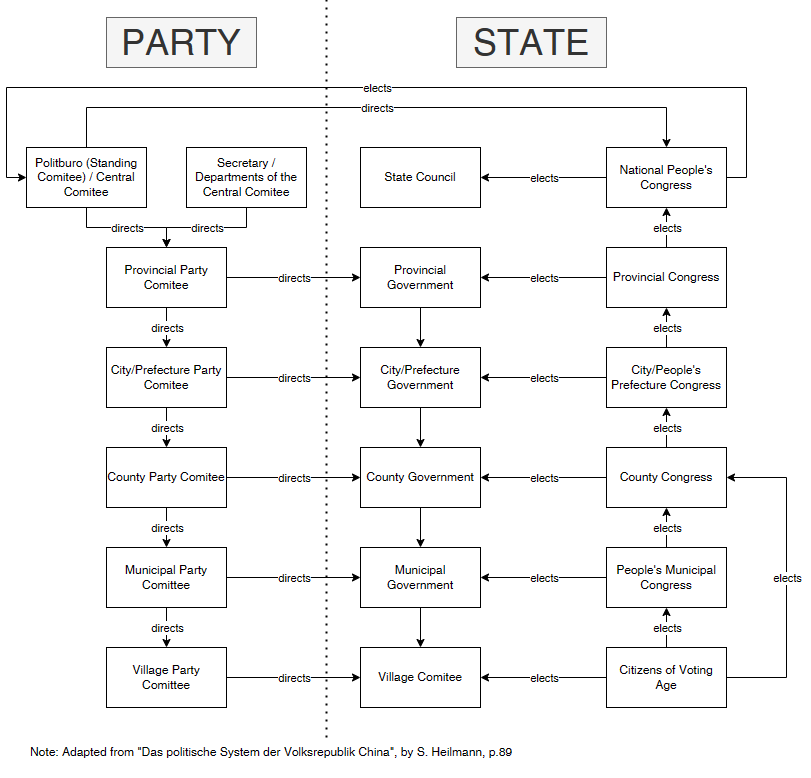 PARTY
STATE
elects
directs
Politburo (Standing
Comitee) / Central
Comitee
Secretary /
Departments of the
Central Comitee
State Council
elects
National People's
Congress
directs
directs
elects
Provincial Party
Comitee
directs
Provincial
Government
elects
Provincial Congress
directs
elects
City/Prefecture Party
Comitee
directs
City/Prefecture
Government
elects
City/People's
Prefecture Congress
directs
elects
County Party Comitee
directs
County Government
elects
County Congress
directs
elects
Municipal Party
Comittee
directs
Municipal
Government
elects
People's Municipal
Congress
elects
directs
elects
Village Party
Comittee
directs
Village Comitee
elects
Citizens of Voting
Age
Note: Adapted from "Das politische System der Volksrepublik China", by S. Heilmann, p.89